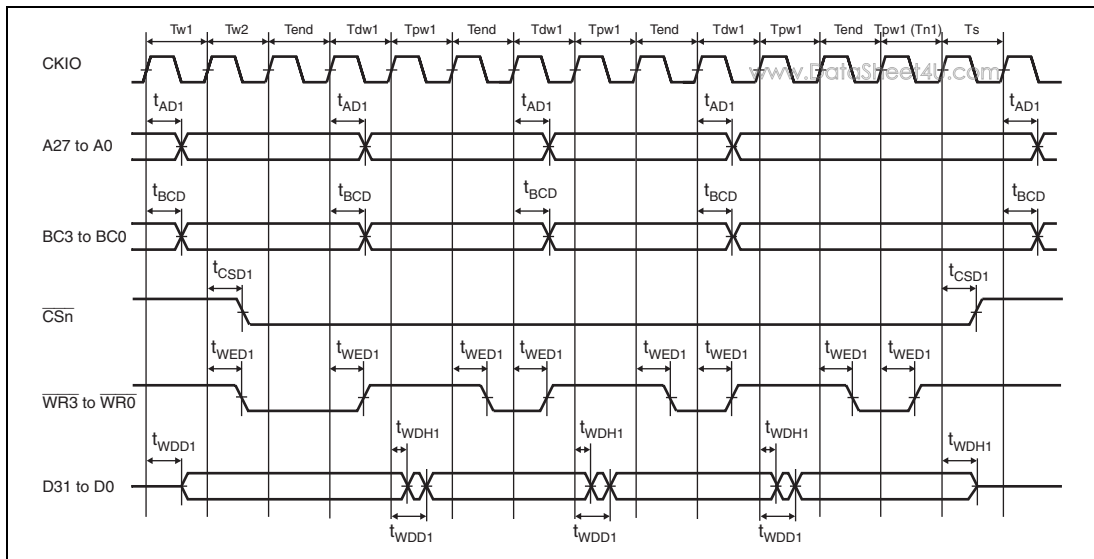 Tw1 Tw2 Tend Tdw1 Tpw1 Tend Tdw1 Tpw1 Tend Tdw1 Tpw1 Tend Tpw1 (Tn1) Ts
CKIO
www.DataSheet4U.com
tAD1 tAD1 tAD1 tAD1 tAD1
A27 to A0
tBCD tBCD tBCD tBCD tBCD
BC3 to BC0
tCSD1 tCSD1
CSn
tWED1 tWED1 tWED1 tWED1 tWED1 tWED1 tWED1 tWED1
WR3 to WR0
tWDD1 tWDH1 tWDH1 tWDH1 tWDH1
D31 to D0
tWDD1 tWDD1 tWDD1